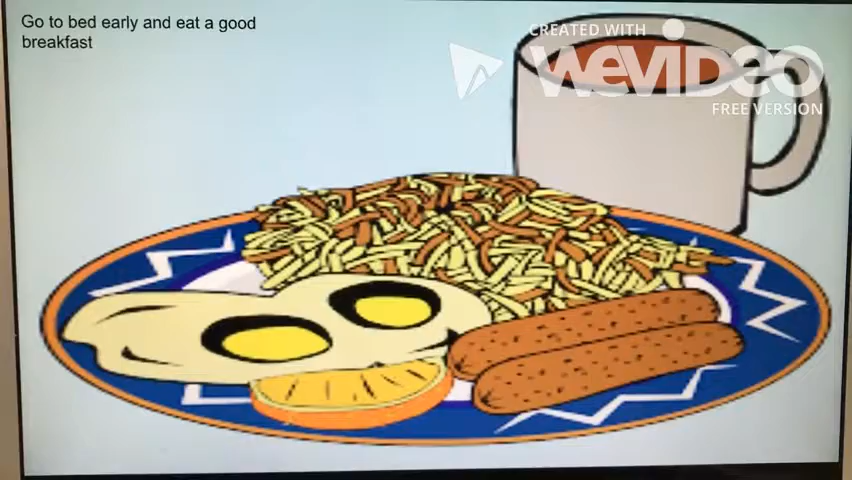 Go to bed early and eat a good
breakfast
CREATED WITH
WEVIDEO
FREE VERSION